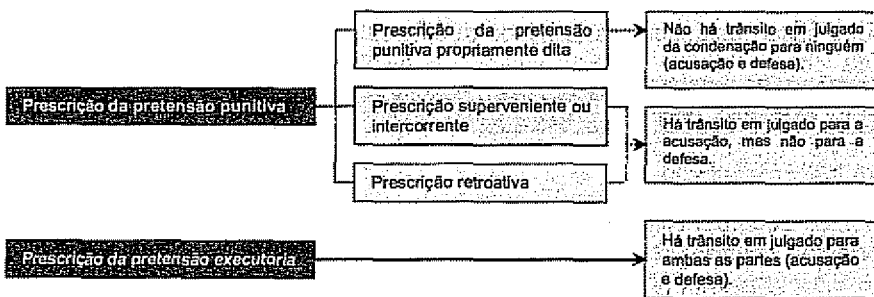 Prescrição da pretensão punitiva
Prescrição da pretensão
punitiva propriamente dita
Não há trânsito em julgado
da condenação para ninguém
(acusação e defesa).
Prescrição superveniente ou
intercorrente
Prescrição retroativa
Há trânsito em julgado para a
acusação, mas não para a
defesa.
Prescrição da pretensão executória
Há trânsito em julgado para
ambas as partes (acusação
e defesa).